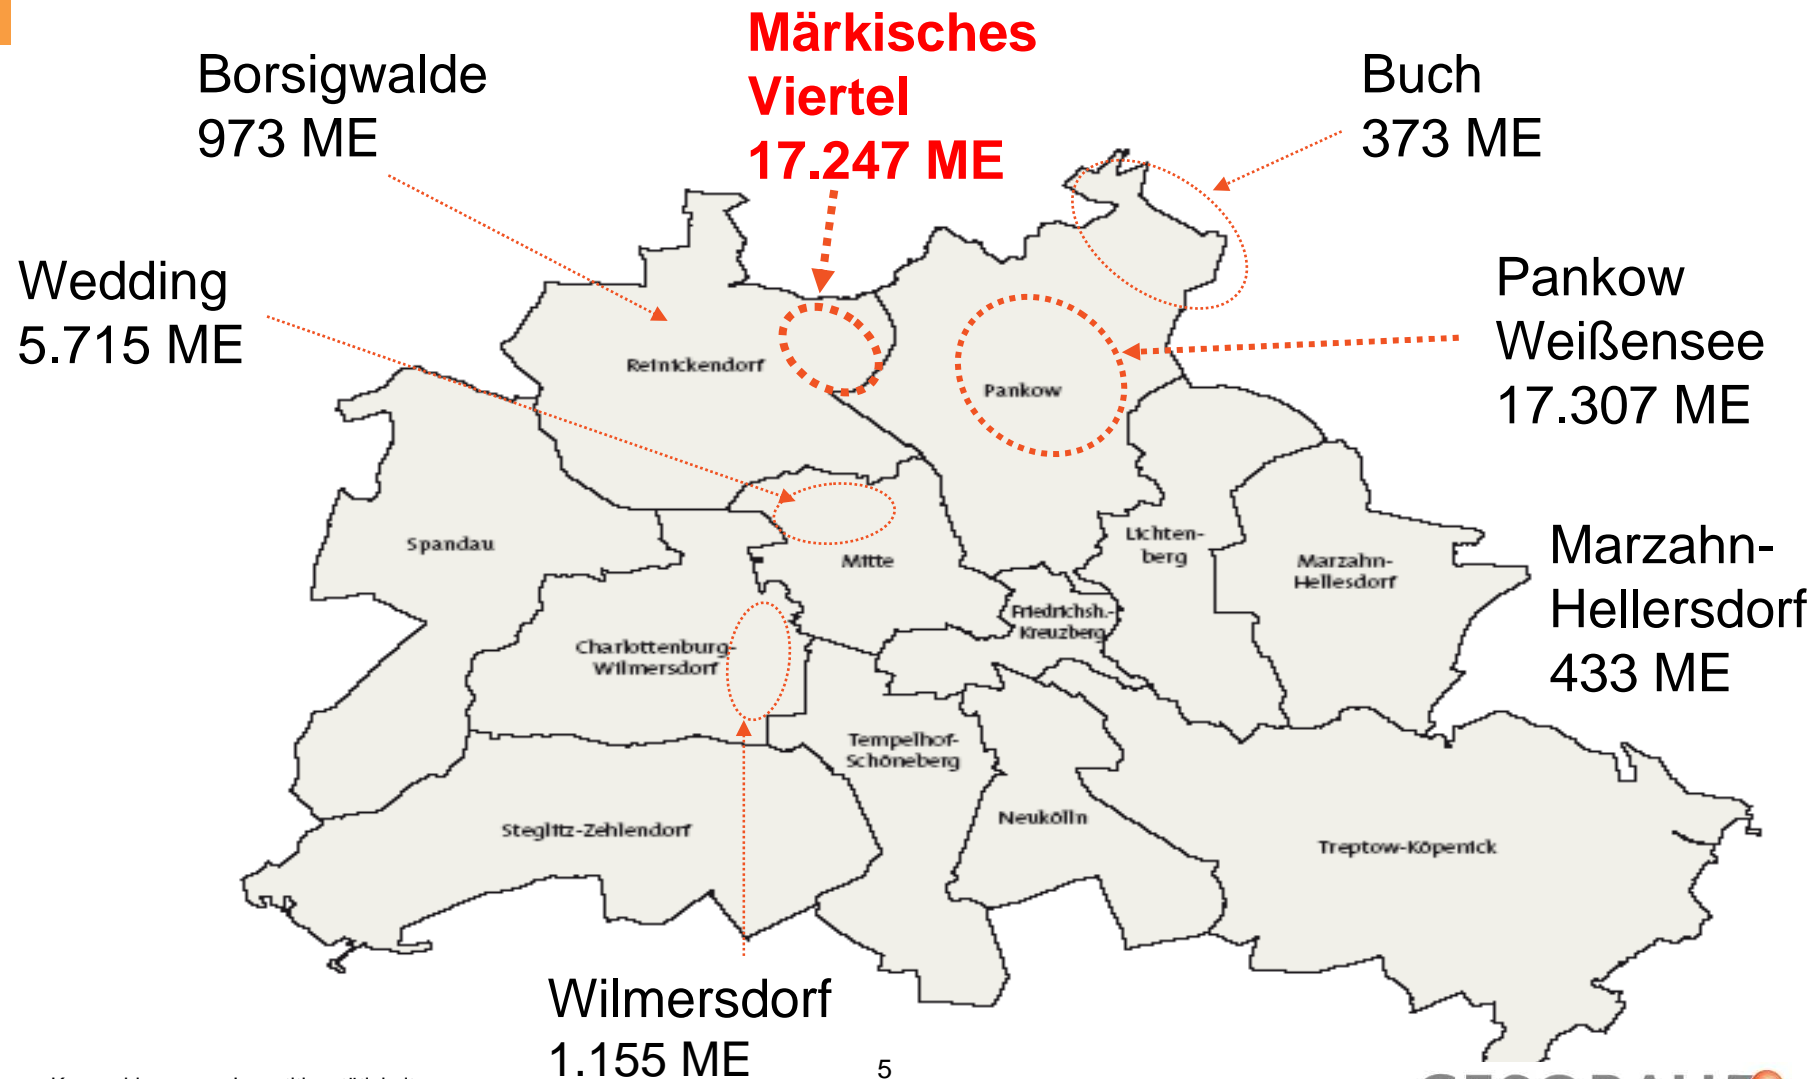 Märkisches
Viertel
17.247 ME
Borsigwalde
973 ME
Buch
373 ME
Wedding
5.715 ME
Pankow
Weißensee
17.307 ME
Reinickendorf
Pankow
Spandau
Mitte
Lichten-
berg
Marzahn-
Hellesdorf
Marzahn-
Hellersdorf
433 ME
Friedrichsh.-
Kreuzberg
Charlottenburg-
Wilmersdorf
Tempelhof-
Schöneberg
Neukölln
Steglitz-Zehlendorf
Treptow-Köpenick
Wilmersdorf
1.155 ME
5